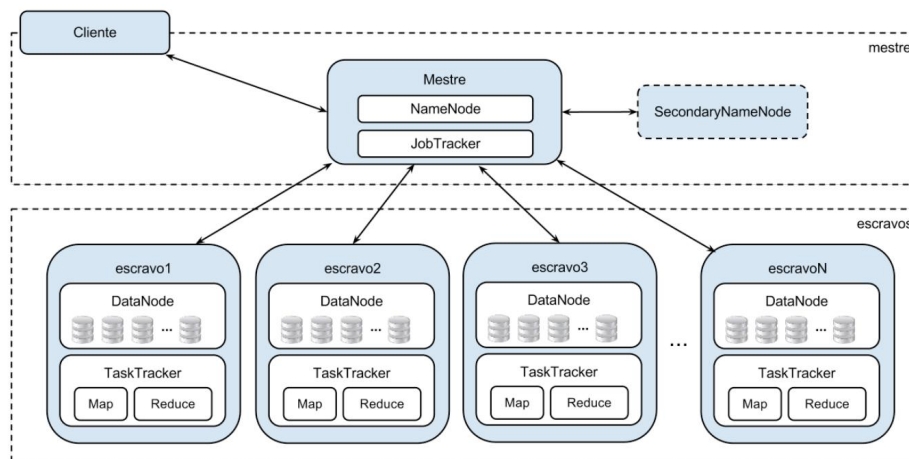 Cliente
mestre
Mestre
NameNode
SecondaryNameNode
JobTracker
escravos
escravo1
DataNode
...
TaskTracker
Map
Reduce
escravo2
DataNode
...
TaskTracker
Map
Reduce
escravo3
DataNode
...
TaskTracker
Map
Reduce
...
escravoN
DataNode
...
TaskTracker
Map
Reduce